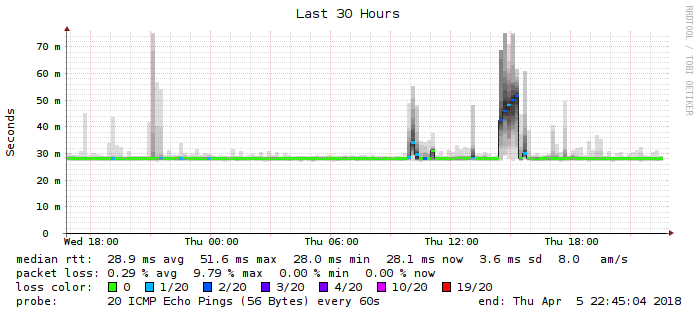 Last 30 Hours
RRDTOOL / TOBI OETIKER
Seconds
70 m
60 m
50 m
40 m
30 m
20 m
10 m
0
Wed 18:00 Thu 00:00 Thu 06:00 Thu 12:00 Thu 18:00
median rtt: 28.9 ms avg 51.6 ms max 28.0 ms min 28.1 ms now 3.6 ms sd 8.0 am/s
packet loss: 0.29 % avg 9.79 % max 0.00 % min 0.00 % now
loss color: 0 1/20 2/20 3/20 4/20 10/20 19/20
probe: 20 ICMP Echo Pings (56 Bytes) every 60s end: Thu Apr 5 22:45:04 2018